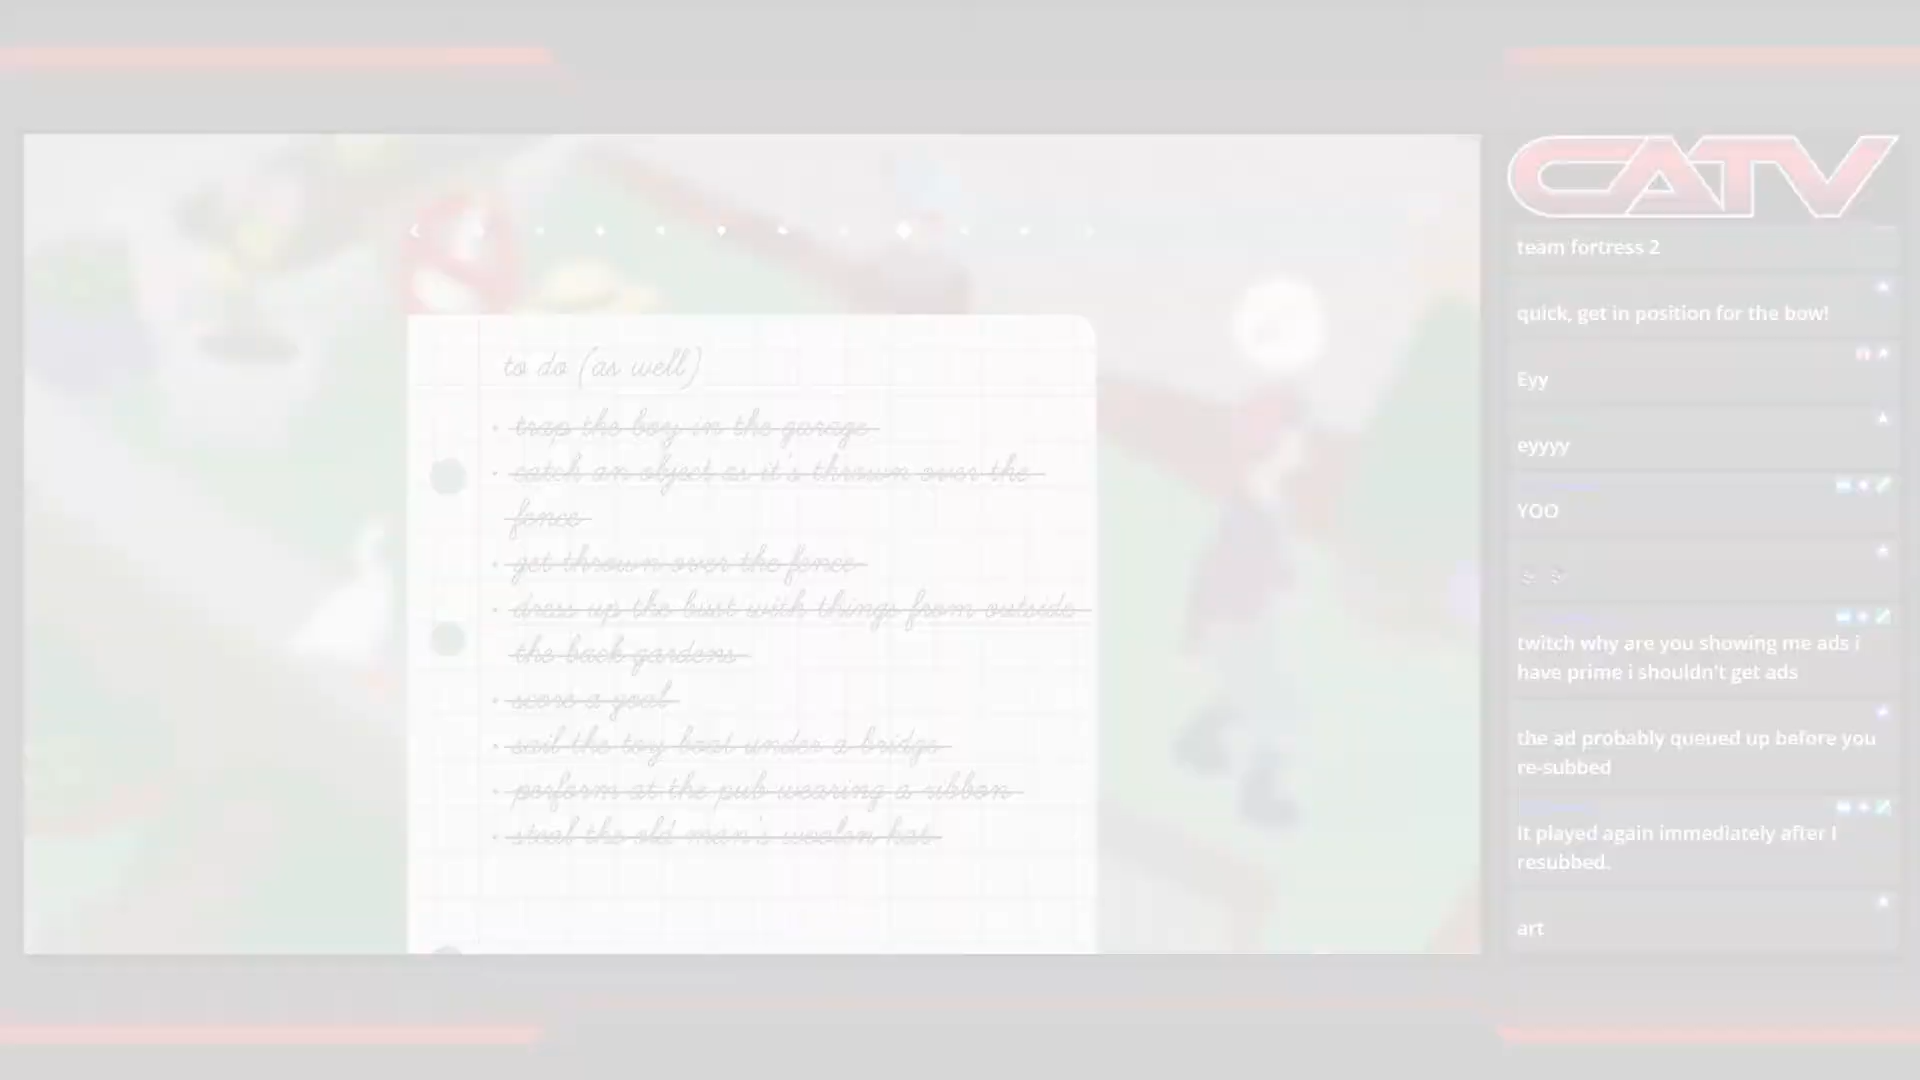 CATV
to do (as well)
trap the boy in the garage
catch an object as it's thrown over the
fence
get thrown over the fence
dress up the bust with things from outside
the back gardens
score a goal
sail the toy boat under a bridge
perform at the pub wearing a ribbon
steal the old man's woolen hat
team fortress 2
quick, get in position for the bow!
Eyy
eyyyy
YOO
twitch why are you showing me ads i
have prime i shouldn't get ads
the ad probably queued up before you
re-subbed
It played again immediately after I
resubbed.
art